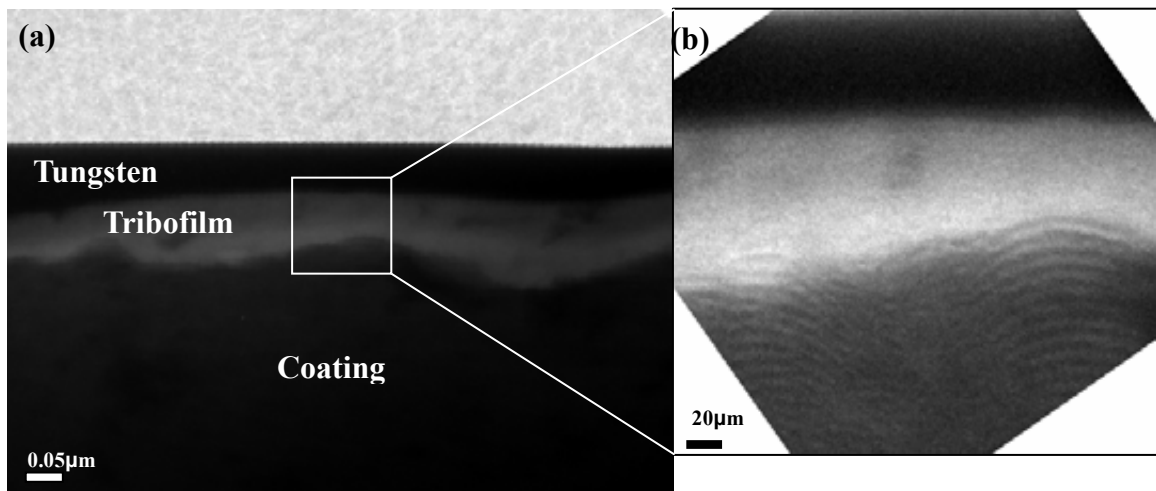 (a)
(b)
Tungsten
Tribofilm
Coating
0.05μm
20μm